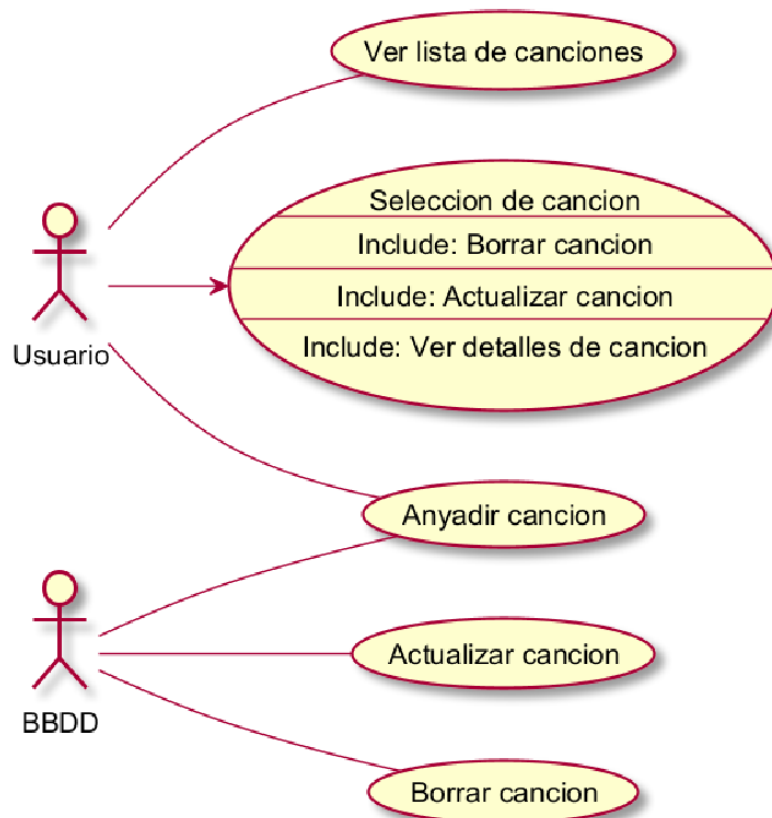 Ver lista de canciones
Seleccion de cancion
Include: Borrar cancion
Include: Actualizar cancion
Include: Ver detalles de cancion
Usuario
Anyadir cancion
Actualizar cancion
BBDD
Borrar cancion